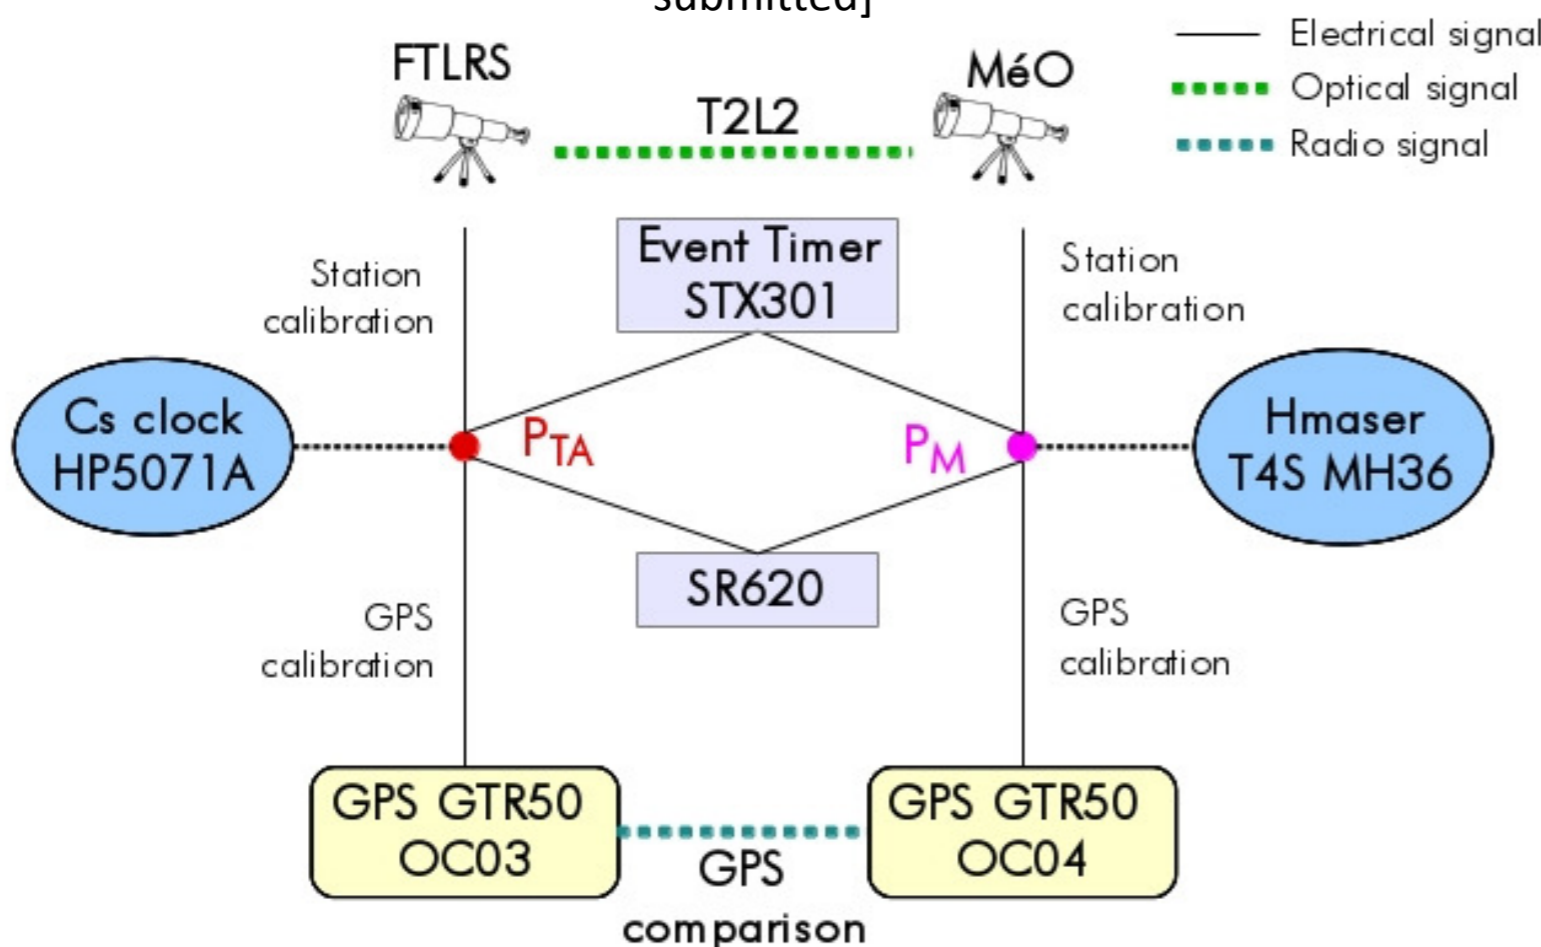 submitted]
Electrical signal
Optical signal
Radio signal
FTLRS
MéO
T2L2
Event Timer
STX301
Station
calibration
Station
calibration
Cs clock
HP5071A
PTA
PM
Hmaser
T4S MH36
SR620
GPS
calibration
GPS
calibration
GPS GTR50
OC03
GPS GTR50
OC04
GPS
comparison